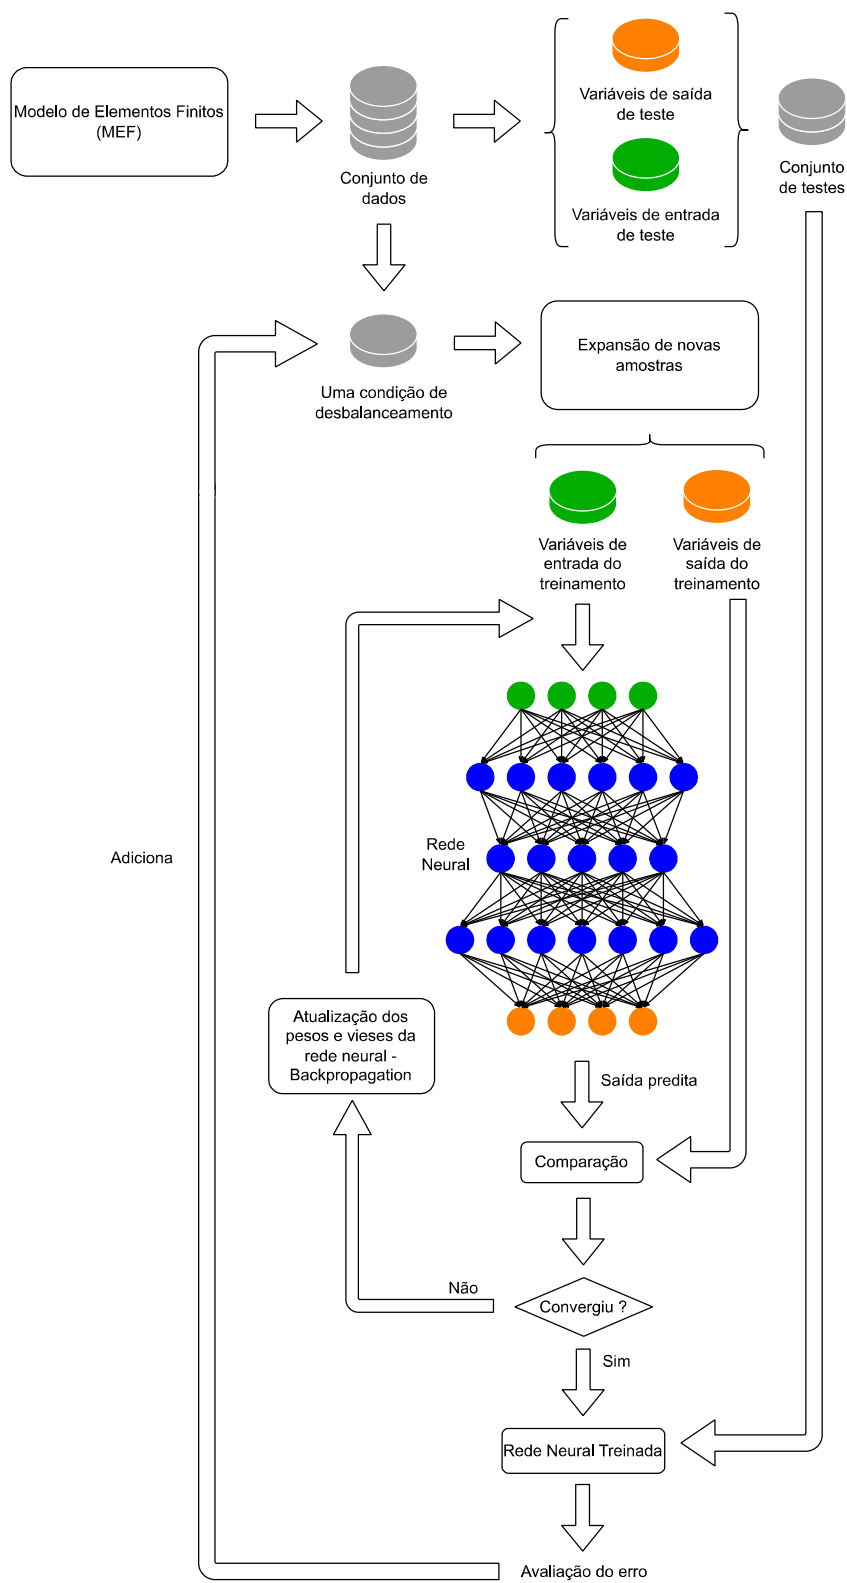 Modelo de Elementos Finitos
(MEF)
Conjunto de
dados
Variáveis de saída
de teste
Variáveis de entrada
de teste
Conjunto
de testes
Uma condição de
desbalanceamento
Expansão de novas
amostras
Variáveis de
entrada do
treinamento
Variáveis de
saída do
treinamento
Rede
Neural
Adiciona
Atualização dos
pesos e vieses da
rede neural -
Backpropagation
Saída predita
Comparação
Não
Convergiu ?
Sim
Rede Neural Treinada
Avaliação do erro